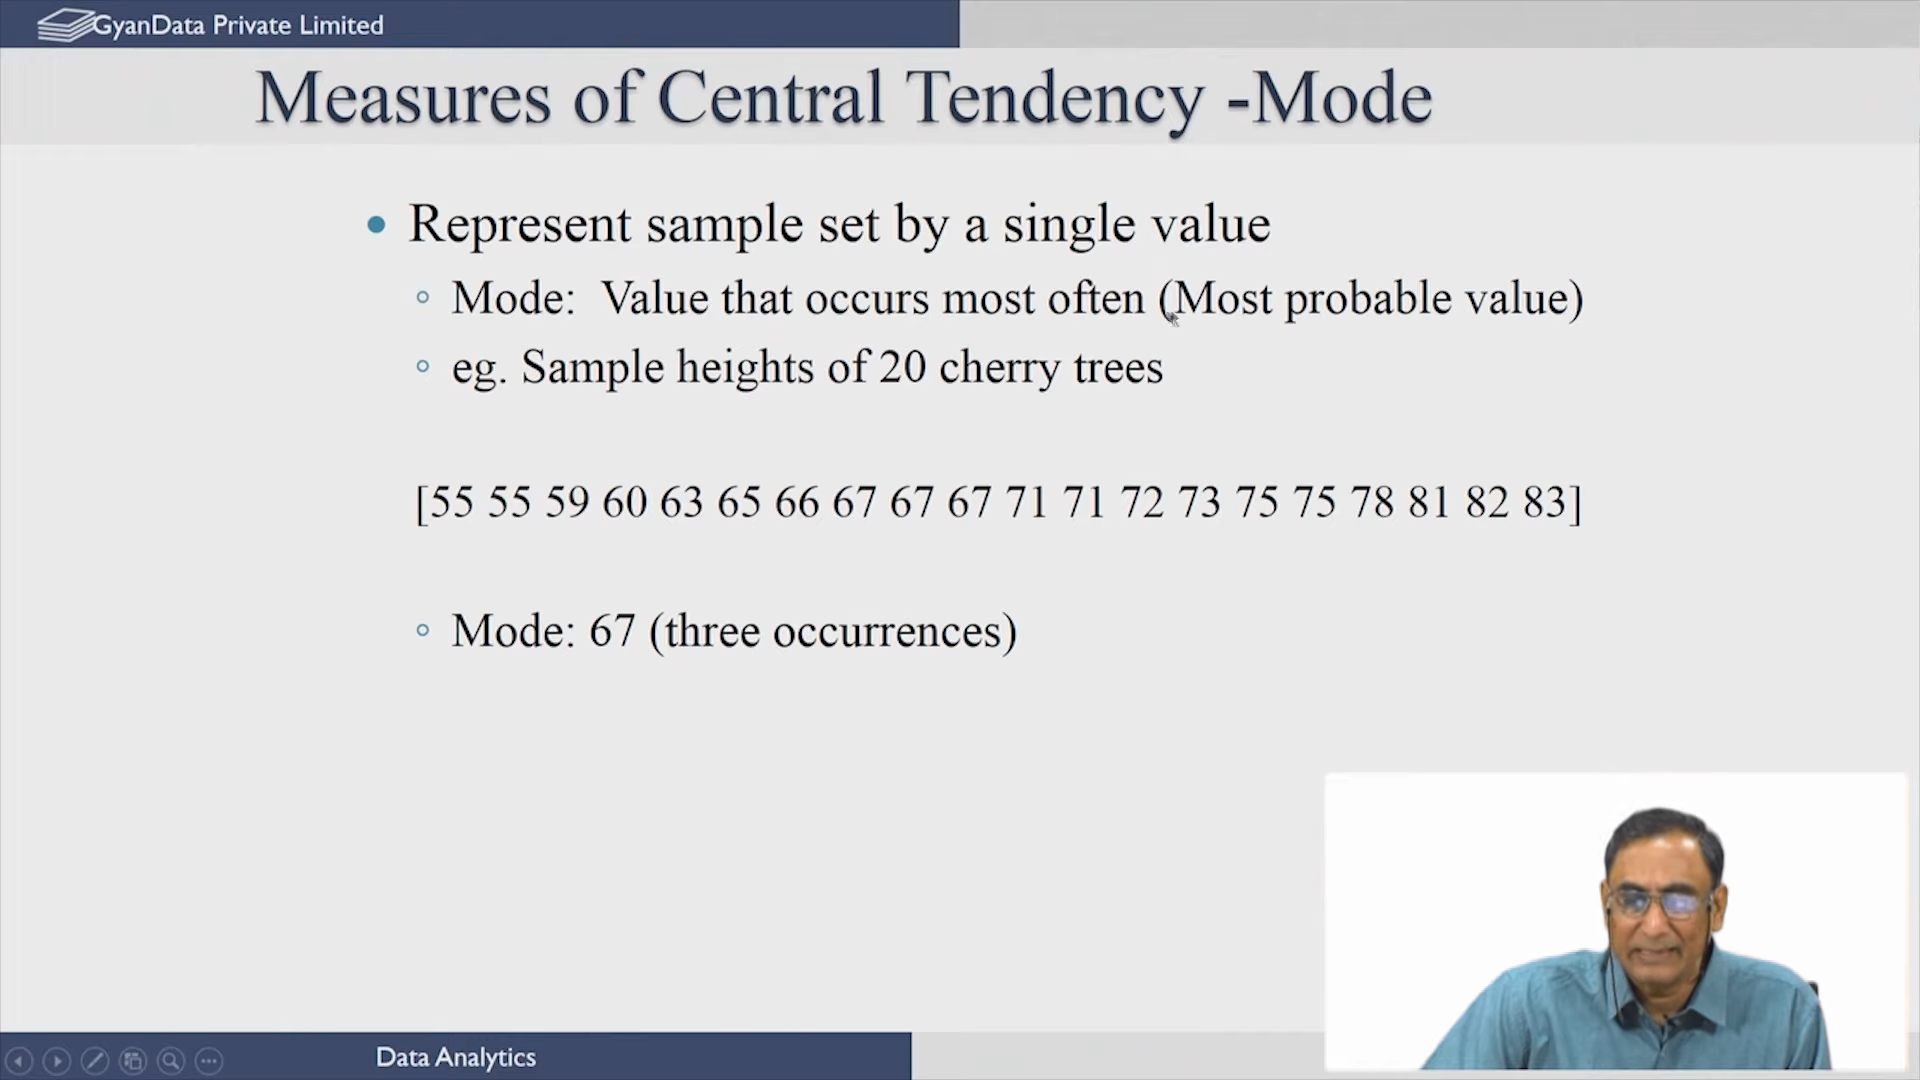 GyanData Private Limited
Measures of Central Tendency -Mode
Represent sample set by a single value
Mode: Value that occurs most often (Most probable value)
eg. Sample heights of 20 cherry trees
[55 55 59 60 63 65 66 67 67 67 71 71 72 73 75 75 78 81 82 83]
Mode: 67 (three occurrences)
Data Analytics